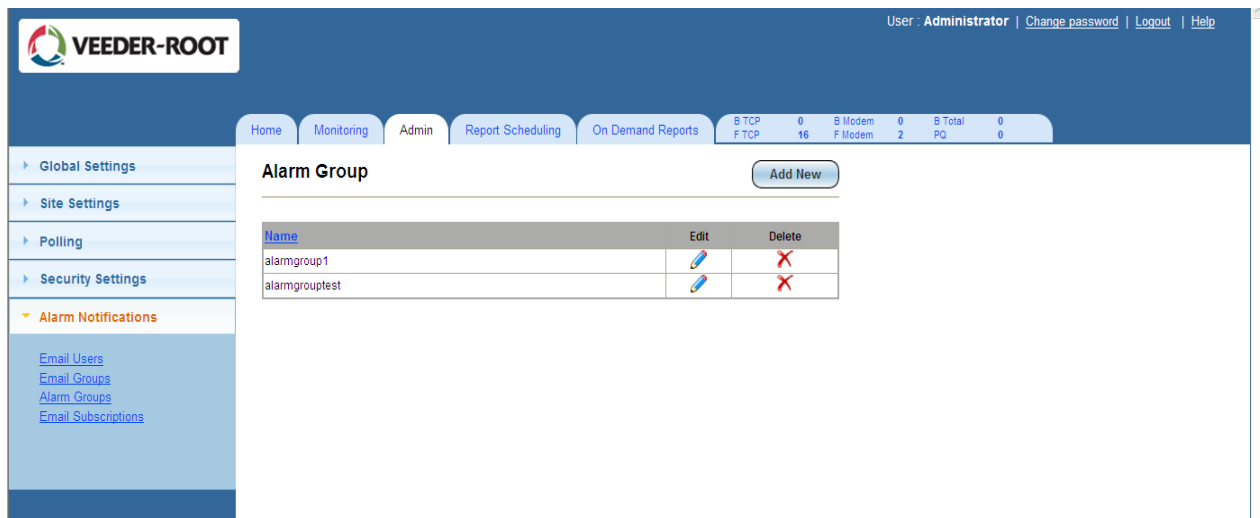 User : Administrator | Change password | Logout | Help
VEEDER-ROOT
Home Monitoring Admin Report Scheduling On Demand Reports
B TCP 0 B Modem 0 B Total 0
F TCP 16 F Modem 2 PQ 0
Global Settings
Site Settings
Polling
Security Settings
Alarm Notifications
Email Users
Email Groups
Alarm Groups
Email Subscriptions
Alarm Group
Add New
Name Edit Delete
alarmgroup1
alarmgrouptest